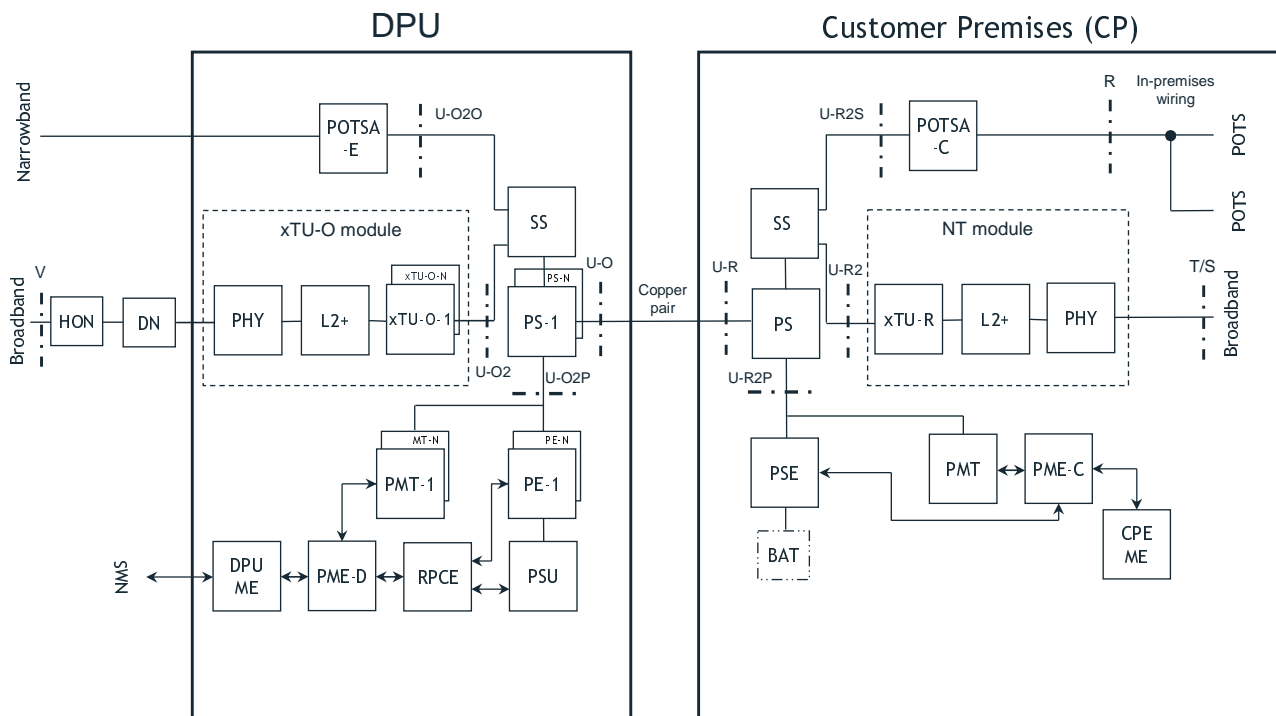 DPU
Customer Premises (CP)
Narrowband
POTSA
-E
U-O2O
U-R2S
POTSA
-C
R
In-premises
wiring
POTS
POTS
xTU-O module
SS
SS
NT module
V
Broadband
HON
DN
PHY
L2+
xTU-O-N
xTU-O-1
U-O2
PS-N
PS-1
U-O
Copper
pair
U-R
PS
U-R2
xTU-R
L2+
PHY
T/S
Broadband
U-O2P
U-R2P
MT-N
PMT-1
PE-N
PE-1
PSE
PMT
PME-C
NMS
DPU
ME
PME-D
RPCE
PSU
BAT
CPE
ME